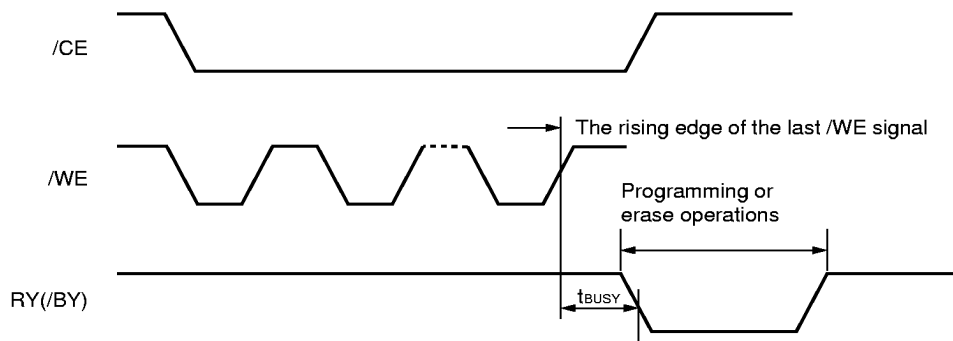 /CE
The rising edge of the last /WE signal
/WE
Programming or
erase operations
RY(/BY)
tBUSY